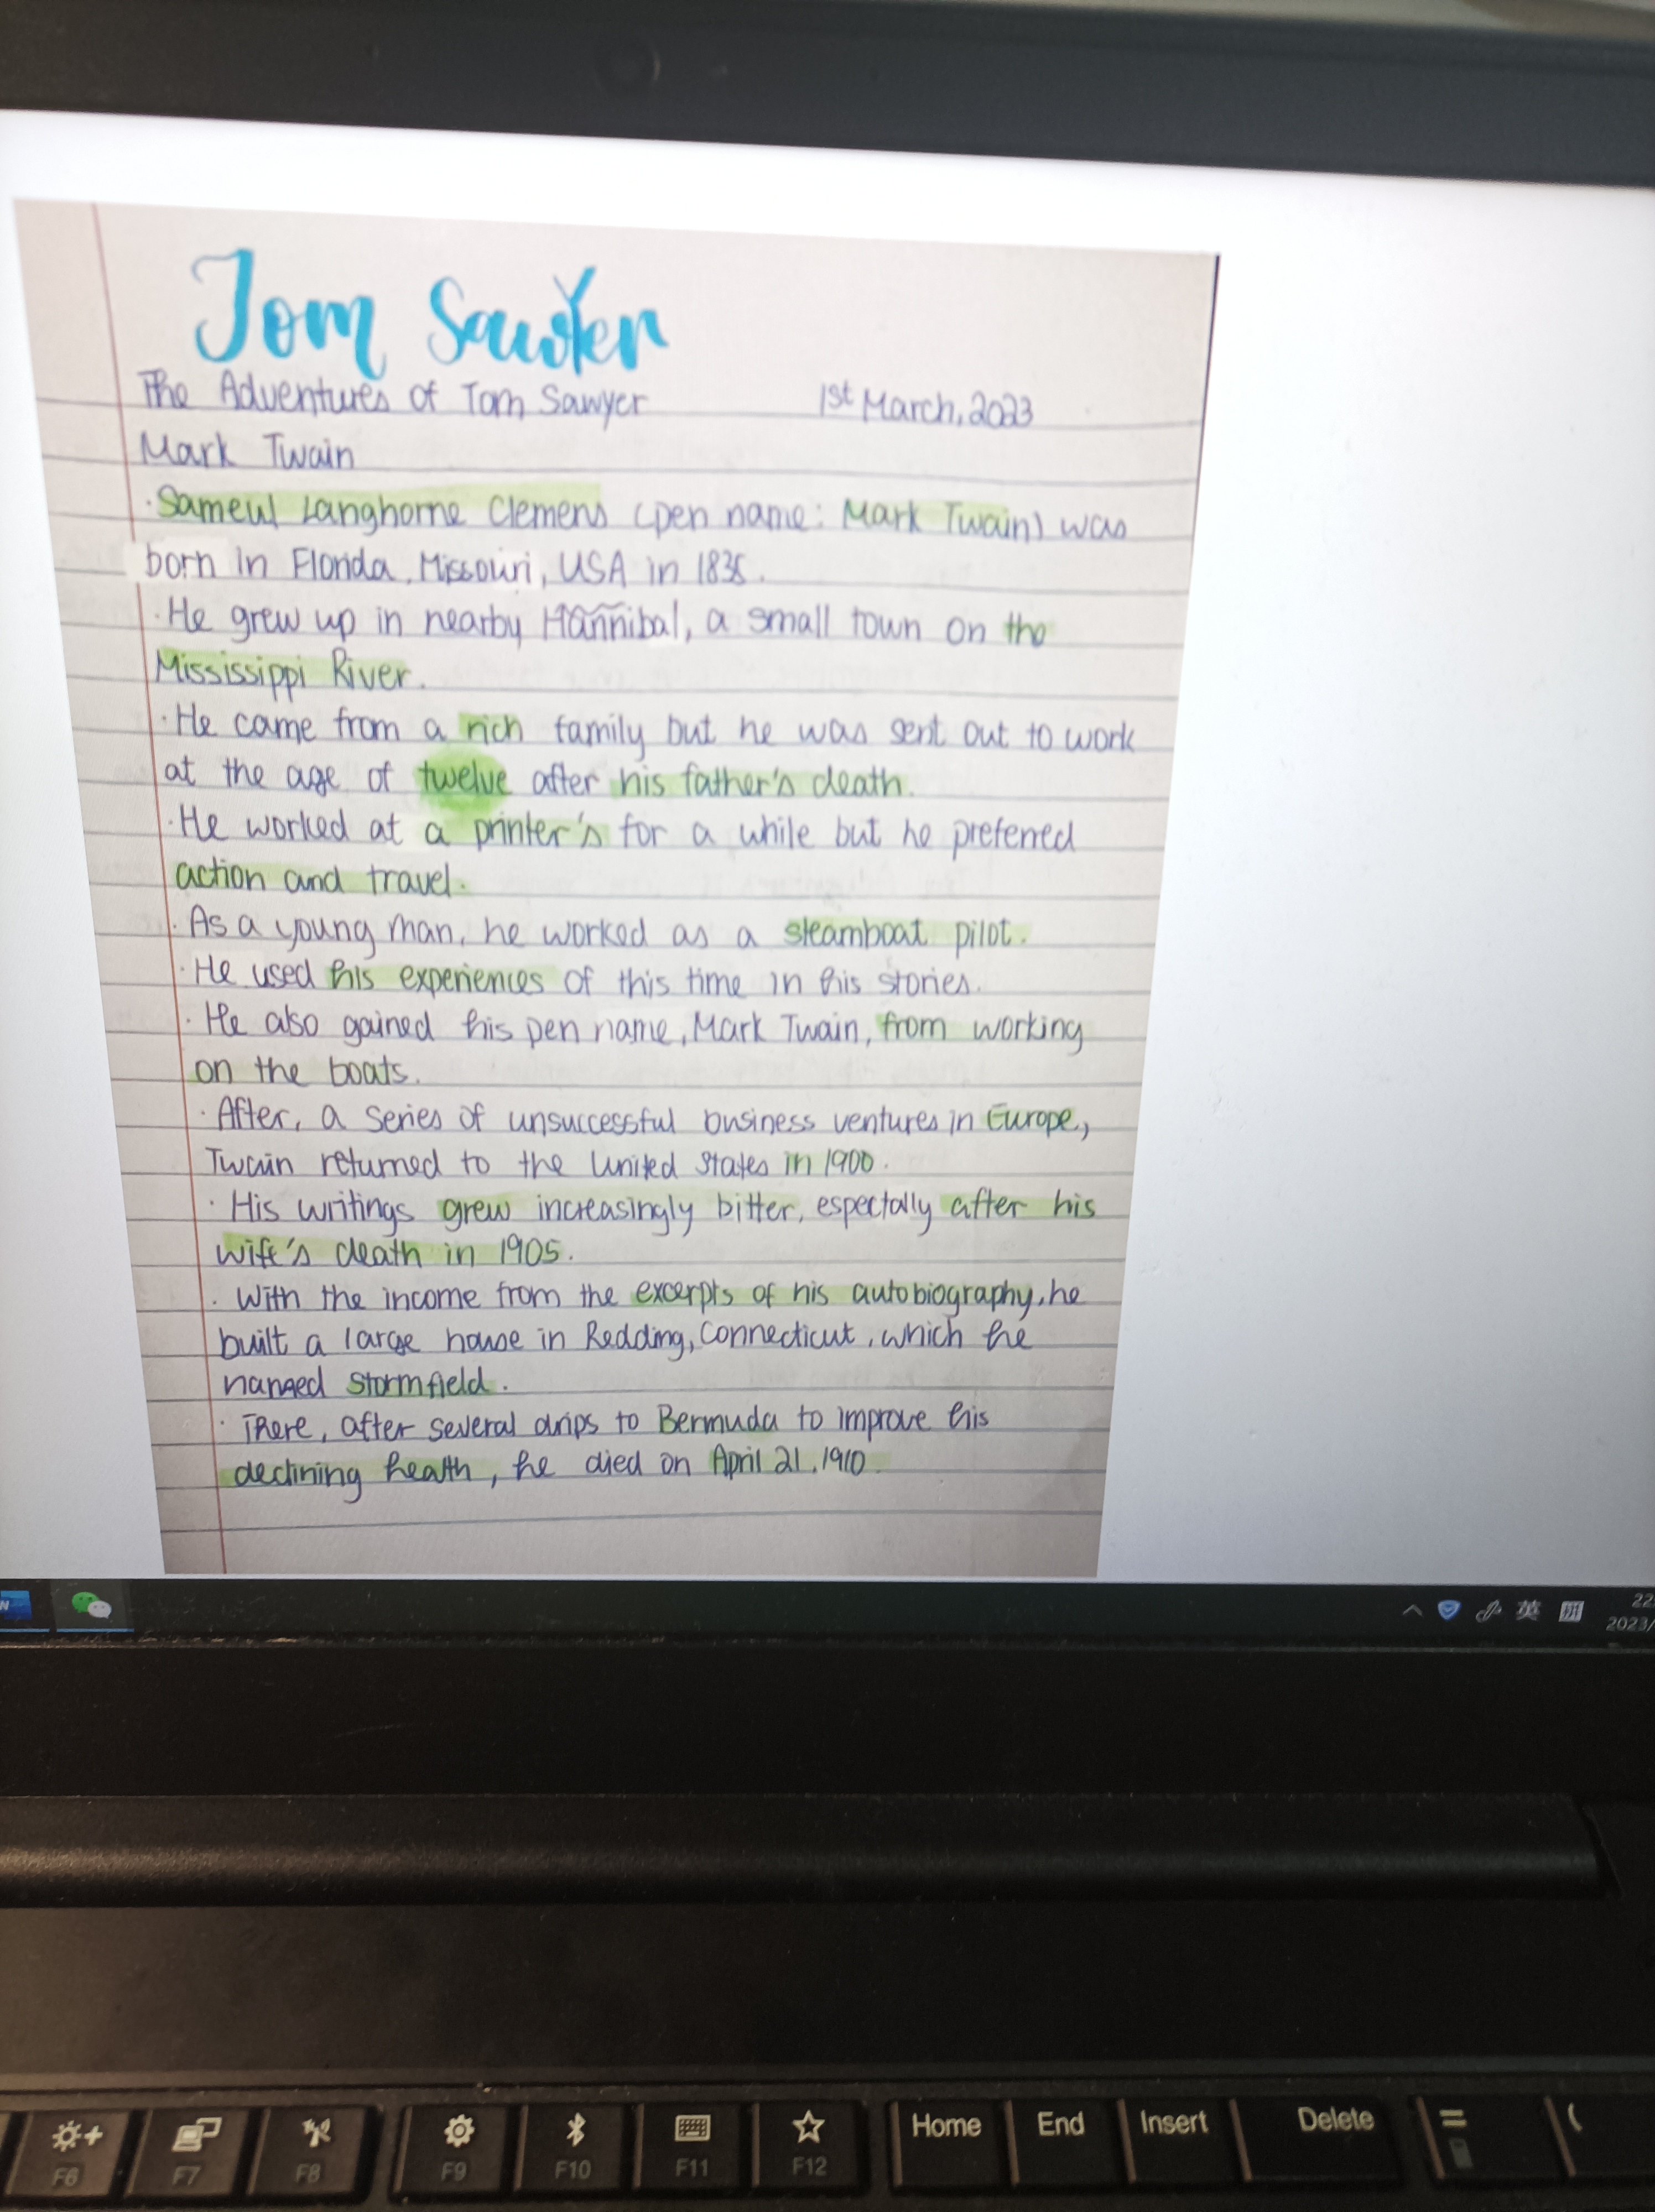 Tom Sawyer
The Adventures of Tom Sawyer 1st March, 2023
Mark Twain
· Sameul Langhorne Clemens (pen name: Mark Twain) was
born in Florida, Missouri, USA in 1835.
· He grew up in nearby Hannibal, a small town on the
Mississippi River.
· He came from a rich family but he was sent out to work
at the age of twelve after his father's death.
· He worked at a printer's for a while but he preferred
action and travel.
· As a young man, he worked as a steamboat pilot.
· He used his experiences of this time in his stories.
· He also gained his pen name, Mark Twain, from working
on the boats.
· After, a series of unsuccessful business ventures in Europe,
Twain returned to the United States in 1900.
· His writings grew increasingly bitter, especially after his
wife's death in 1905.
· With the income from the excerpts of his autobiography, he
built a large house in Redding, Connecticut, which he
named Stormfield.
· There, after several to Bermuda to improve his
declining health, he died on April 21, 1910
英 拼
22
2023/
F6 F7 F8 F9 F10 F11 F12 Home End Insert Delete =